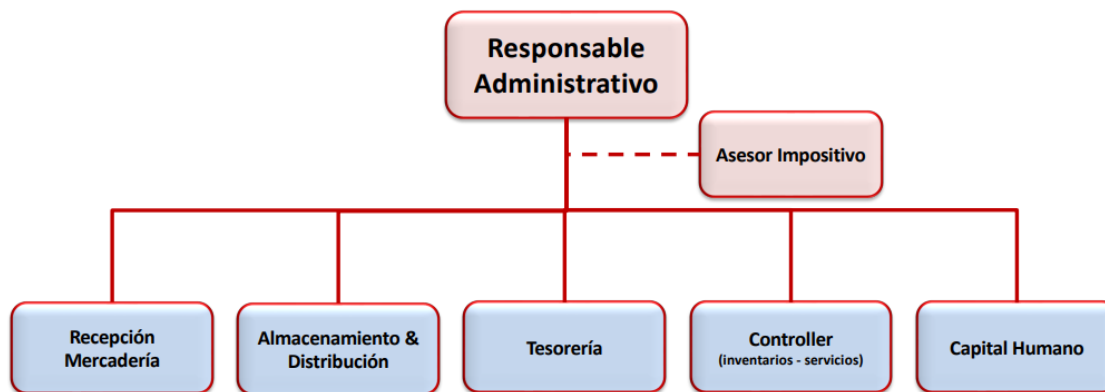 Responsable
Administrativo
Asesor Impositivo
Recepción
Mercadería
Almacenamiento &
Distribución
Tesorería
Controller
(inventarios - servicios)
Capital Humano